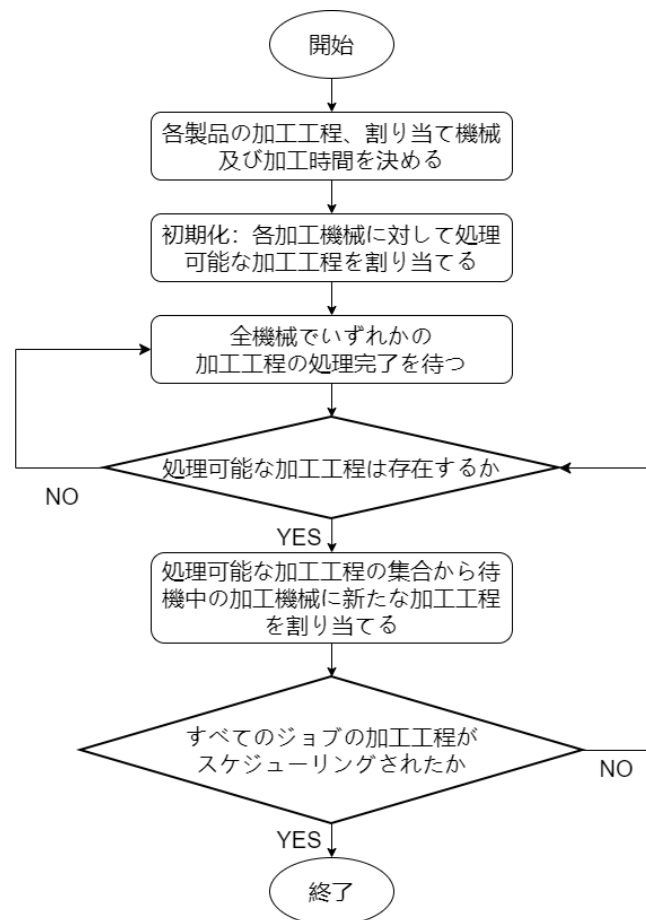 開始
各製品の加工工程、割り当て機械
及び加工時間を決める
初期化：各加工機械に対して処理
可能な加工工程を割り当てる
全機械でいずれかの
加工工程の処理完了を待つ
処理可能な加工工程は存在するか
NO
YES
処理可能な加工工程の集合から待
機中の加工機械に新たな加工工程
を割り当てる
すべてのジョブの加工工程が
スケジューリングされたか
NO
YES
終了